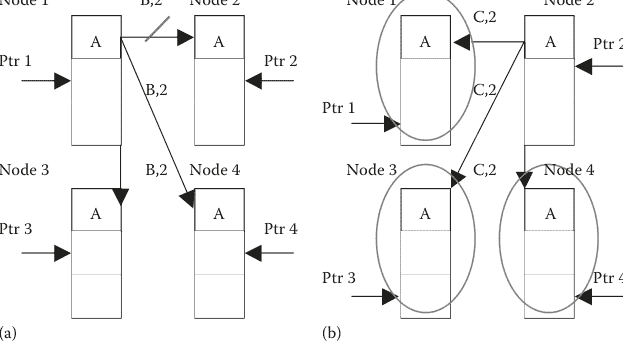 Node 1
B,2
Node 2
A
A
Ptr 1
Ptr 2
B,2
Node 3
B,2
Node 4
A
A
Ptr 3
Ptr 4
(a)
Node 1
C,2
Node 2
A
A
Ptr 2
C,2
Ptr 1
Node 3
C,2
Node 4
A
A
Ptr 3
Ptr 4
(b)